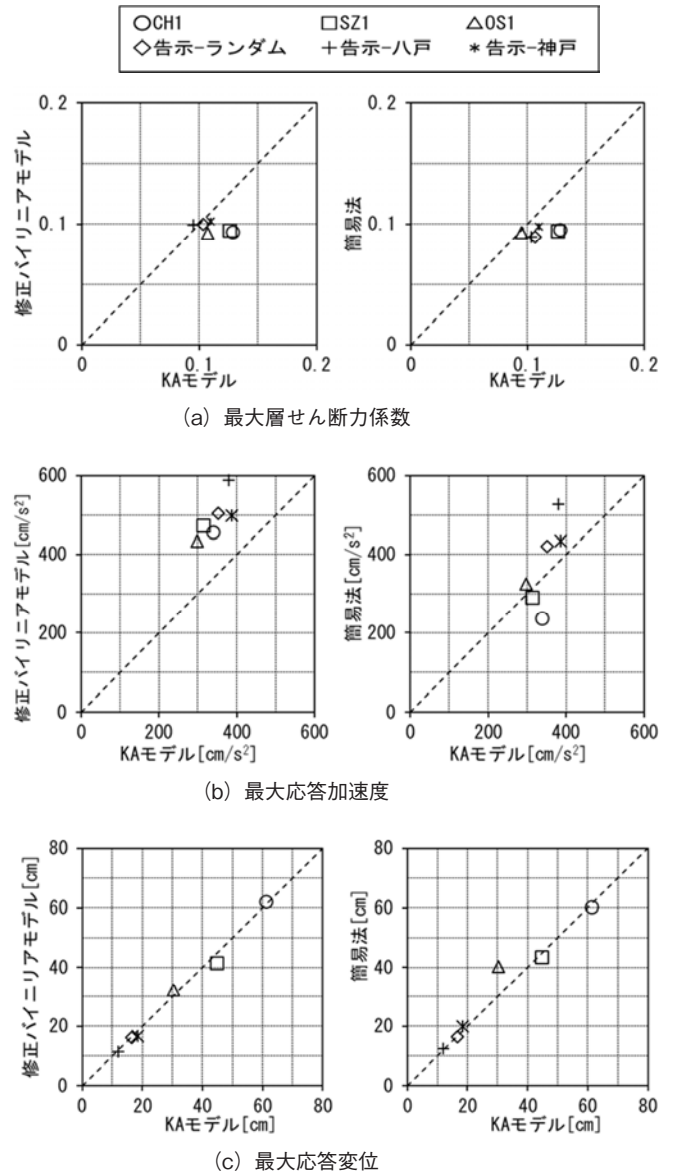 ○CH1 □SZ1 △OS1
◇告示-ランダム +告示-八戸 *告示-神戸
修正バイリニアモデル
0.2
0.1
0
0 0.1 0.2
KAモデル
簡易法
0.2
0.1
0
0 0.1 0.2
KAモデル
(a) 最大層せん断力係数
修正バイリニアモデル[cm/s²]
600
400
200
0
0 200 400 600
KAモデル[cm/s²]
簡易法[cm/s²]
600
400
200
0
0 200 400 600
KAモデル[cm/s²]
(b) 最大応答加速度
修正バイニリアモデル[cm]
80
60
40
20
0
0 20 40 60 80
KAモデル[cm]
簡易法[cm]
80
60
40
20
0
0 20 40 60 80
KAモデル[cm]
(c) 最大応答変位